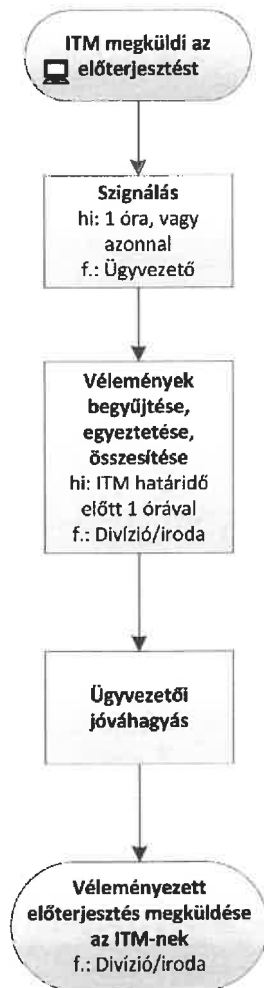 ITM megküldi az
előterjesztést
Szignálás
hi: 1 óra, vagy
azonnal
f.: Ügyvezető
Vélemények
begyűjtése,
egyeztetése,
összesítése
hi: ITM határidő
előtt 1 órával
f.: Divízió/iroda
Ügyvezetői
jóváhagyás
Véleményezett
előterjesztés megküldése
az ITM-nek
f.: Divízió/iroda